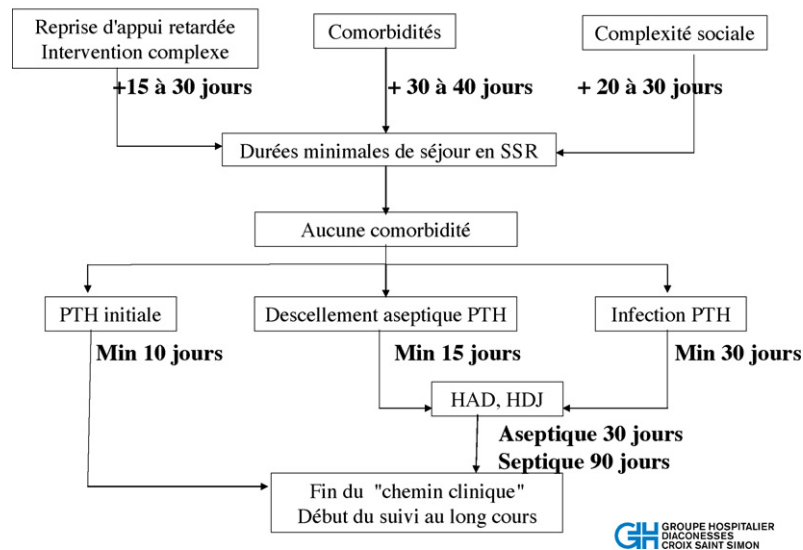 Reprise d'appui retardée
Intervention complexe
Comorbidités
Complexité sociale
+15 à 30 jours
+ 30 à 40 jours
+ 20 à 30 jours
Durées minimales de séjour en SSR
Aucune comorbidité
PTH initiale
Descellement aseptique PTH
Infection PTH
Min 10 jours
Min 15 jours
Min 30 jours
HAD, HDJ
Aseptique 30 jours
Septique 90 jours
Fin du "chemin clinique"
Début du suivi au long cours
GH
GROUPE HOSPITALIER
DIACONESSES
CROIX SAINT SIMON